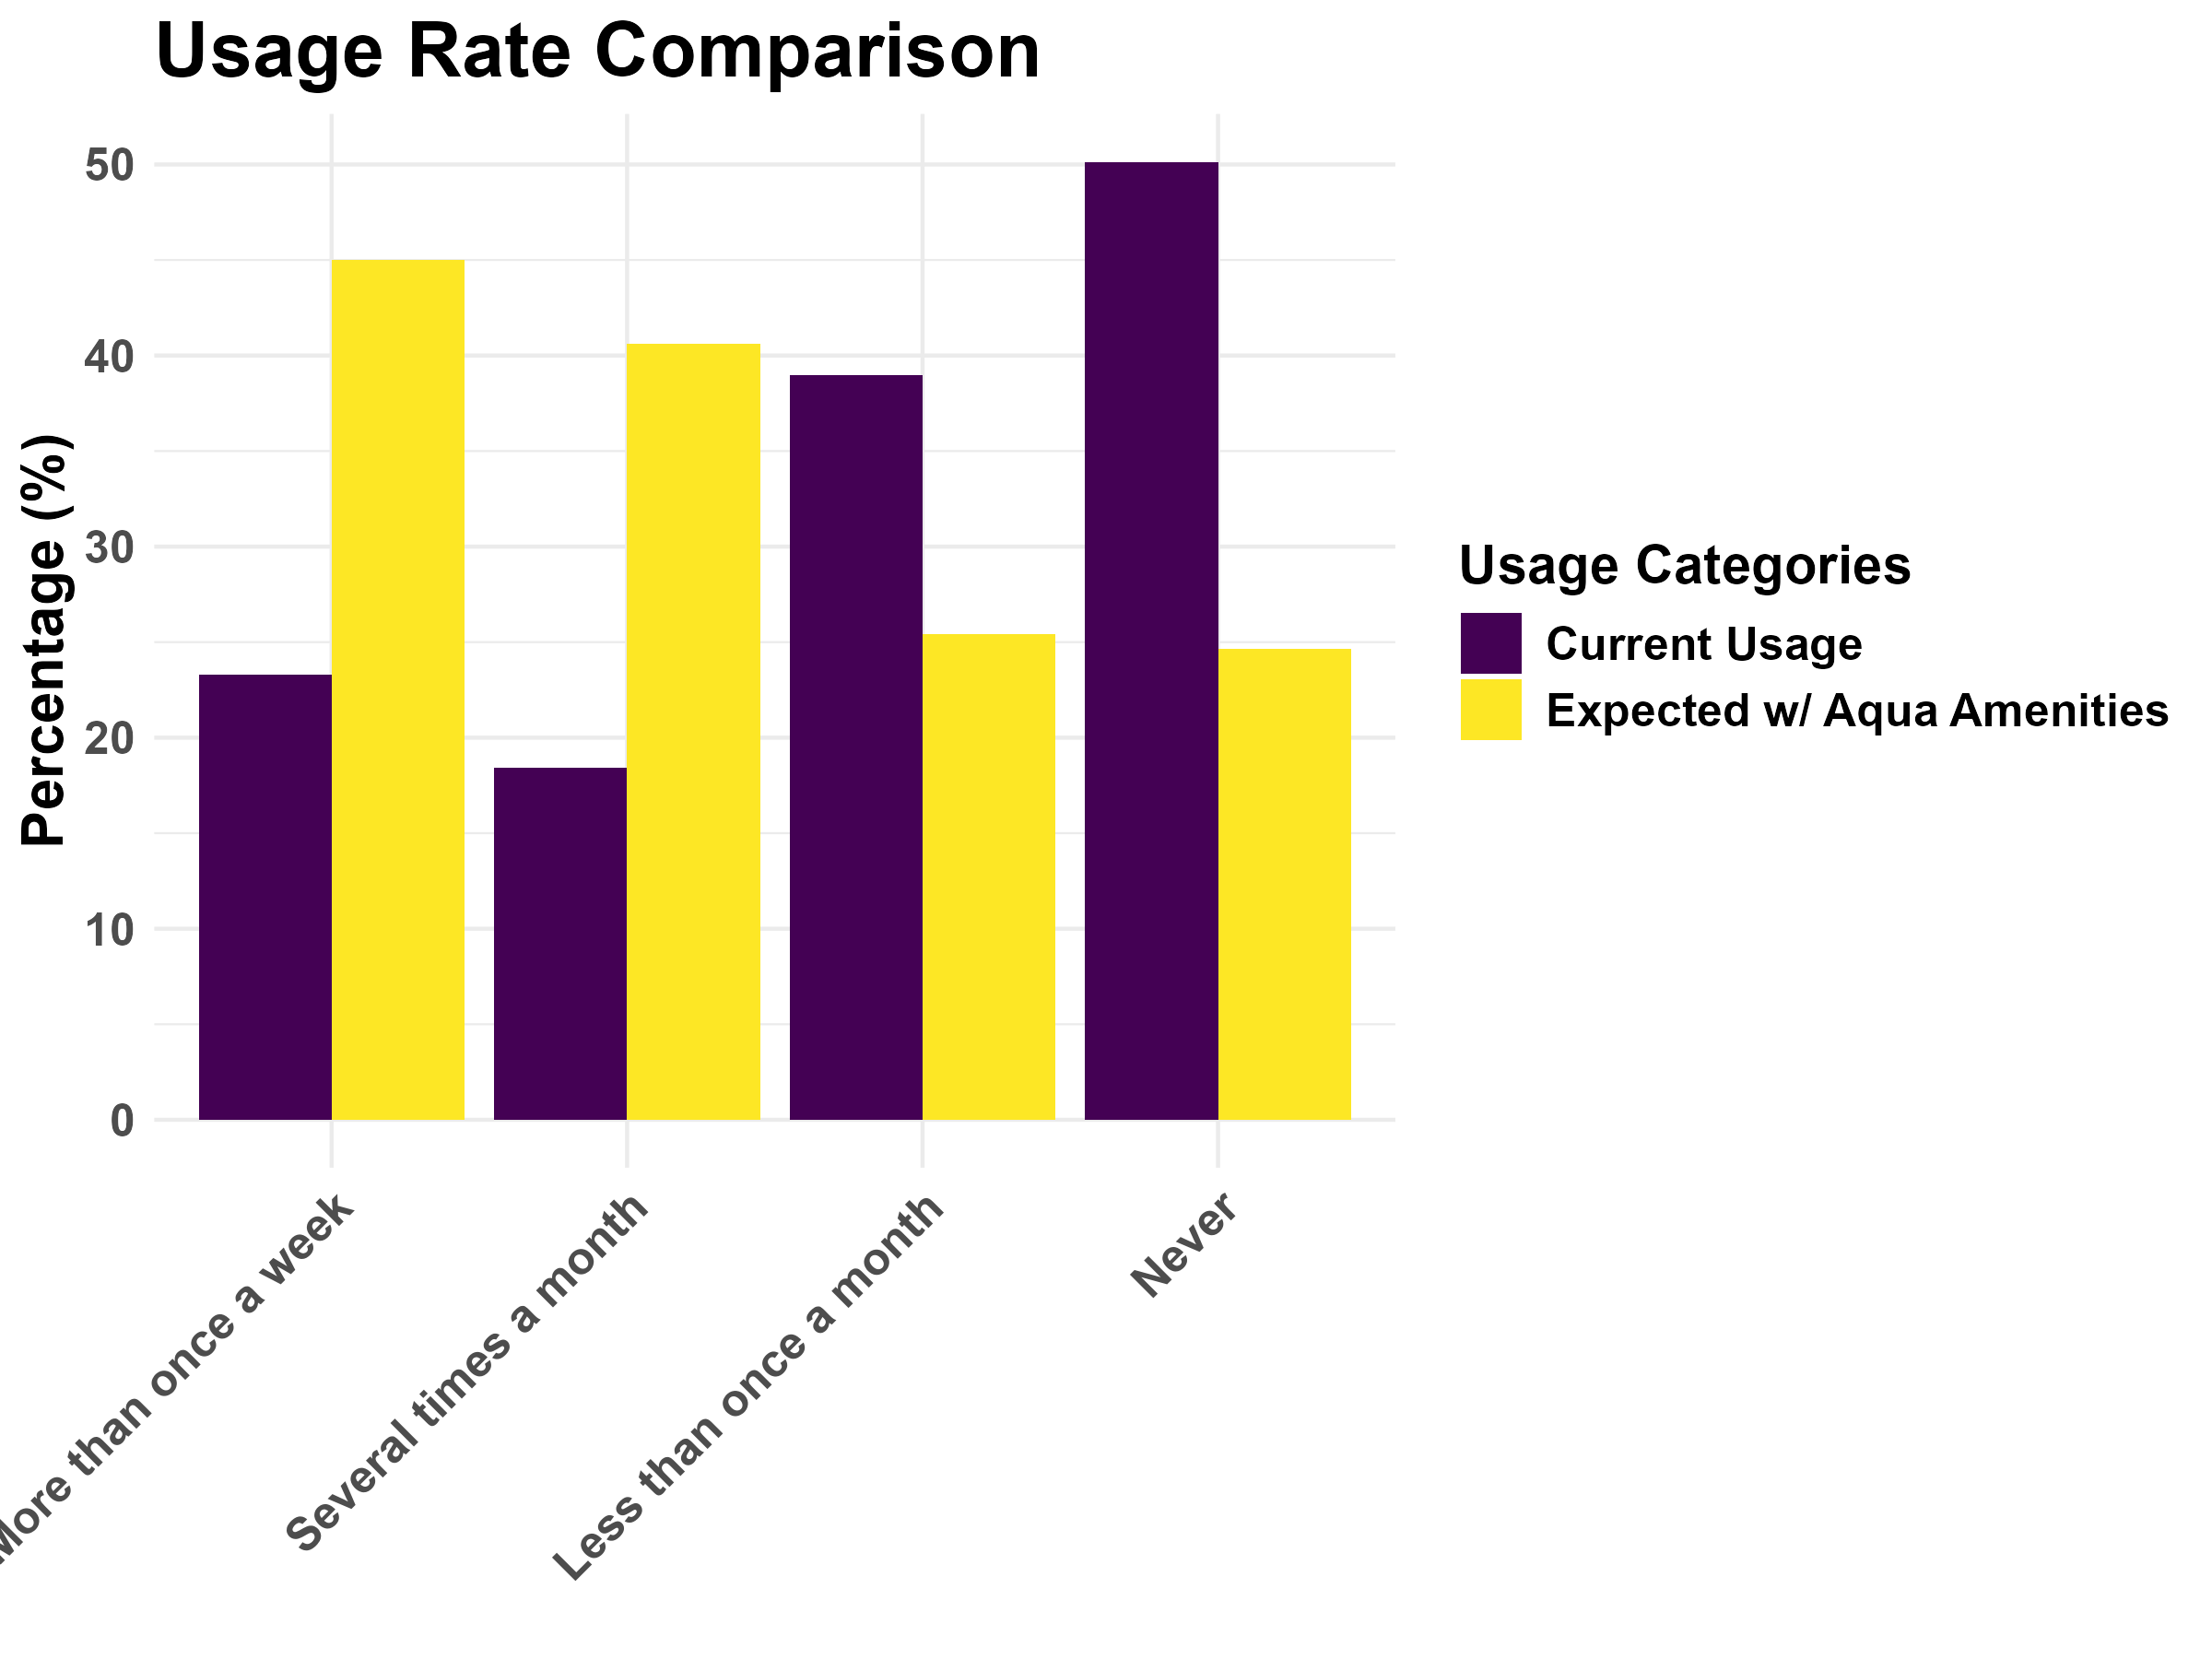 Usage Rate Comparison
Percentage (%)
50
40
30
20
10
0
More than once a week
Several times a month
Less than once a month
Never
Usage Categories
Current Usage
Expected w/ Aqua Amenities